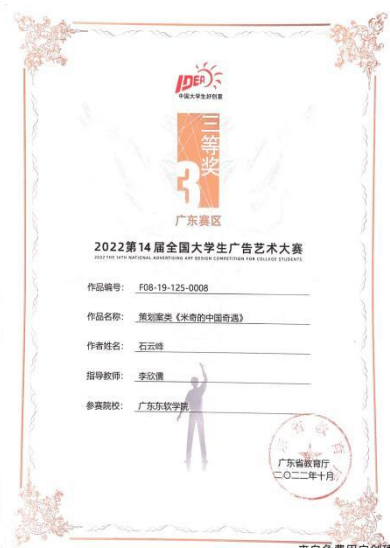 IDEA
中国大学生好创意
三等奖
3
广东赛区
2022第14届全国大学生广告艺术大赛
2022 THE 14TH NATIONAL ADVERTISING ART DESIGN COMPETITION FOR COLLEGE STUDENTS
作品编号: F08-19-125-0008
作品名称: 策划案类《米奇的中国奇遇》
作者姓名: 石云峰
指导教师: 李欣儒
参赛院校: 广东东软学院
广东省教育厅
二〇二二年十月